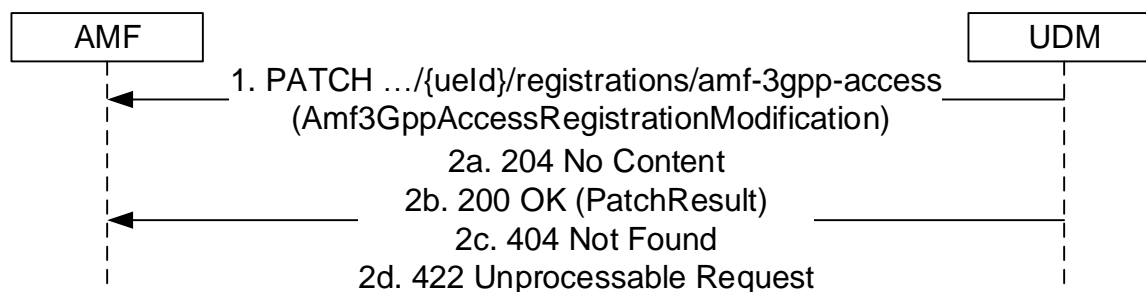 AMF
UDM
1. PATCH …/{ueId}/registrations/amf-3gpp-access
(Amf3GppAccessRegistrationModification)
2a. 204 No Content
2b. 200 OK (PatchResult)
2c. 404 Not Found
2d. 422 Unprocessable Request